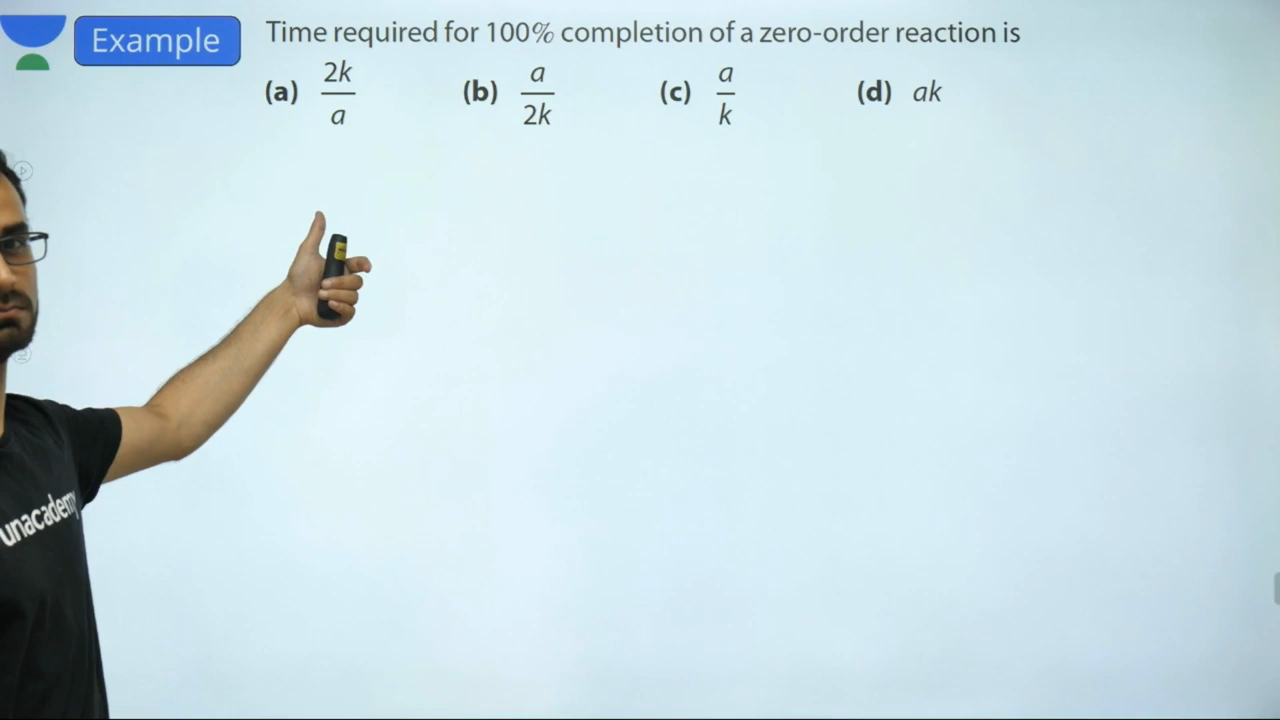 Example
Time required for 100% completion of a zero-order reaction is
(a) 2k/a (b) a/2k (c) a/k (d) ak
unacademy